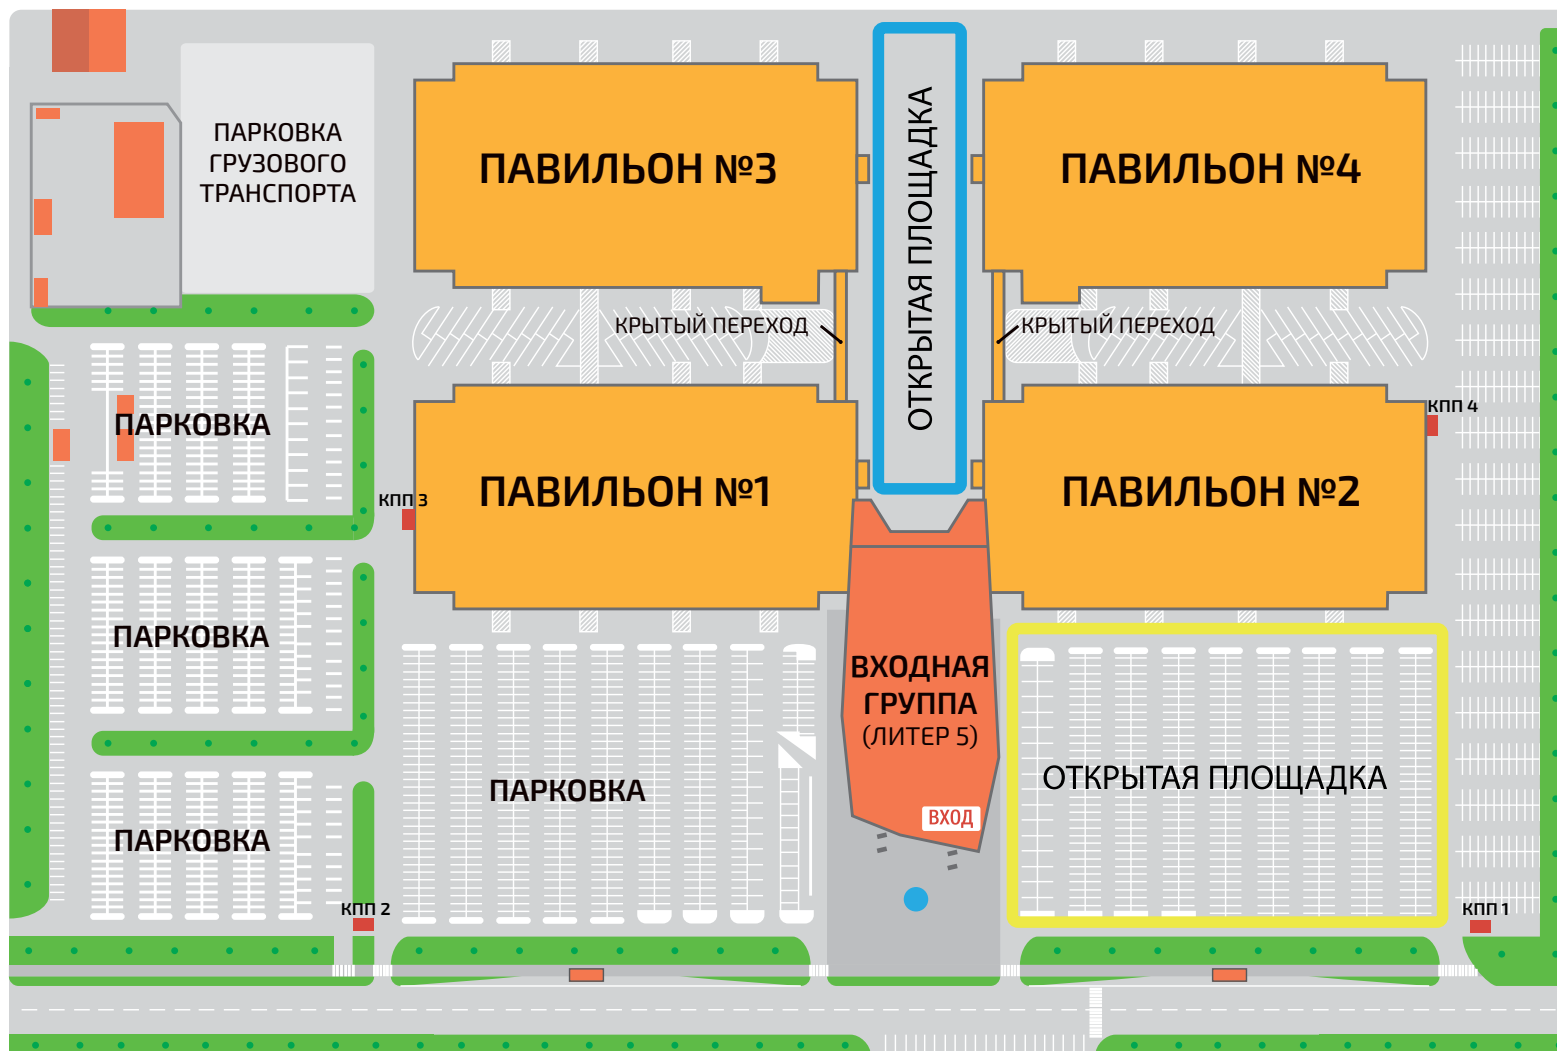 ПАРКОВКА
ГРУЗОВОГО
ТРАНСПОРТА
ПАВИЛЬОН №3
ОТКРЫТАЯ ПЛОЩАДКА
ПАВИЛЬОН №4
КРЫТЫЙ ПЕРЕХОД
КРЫТЫЙ ПЕРЕХОД
ПАРКОВКА
КПП 4
КПП 3
ПАВИЛЬОН №1
ПАВИЛЬОН №2
ПАРКОВКА
ВХОДНАЯ
ГРУППА
(ЛИТЕР 5)
ПАРКОВКА
ОТКРЫТАЯ ПЛОЩАДКА
ВХОД
ПАРКОВКА
КПП 2
КПП 1